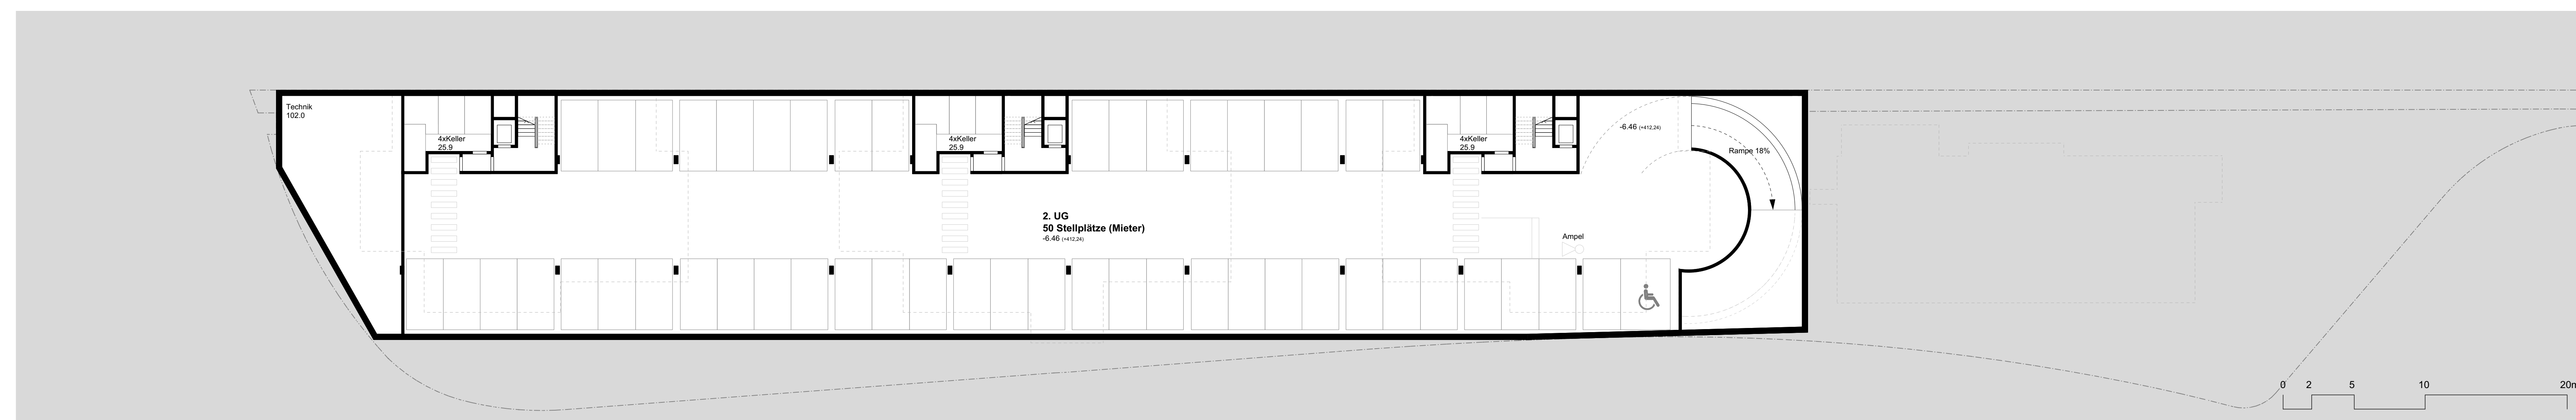 Technik
102.0
4xKeller
25.9
4xKeller
25.9
4xKeller
25.9
-6.46 (+412,24)
Rampe 18%
2. UG
50 Stellplätze (Mieter)
-6.46 (+412,24)
Ampel
0 2 5 10 20m